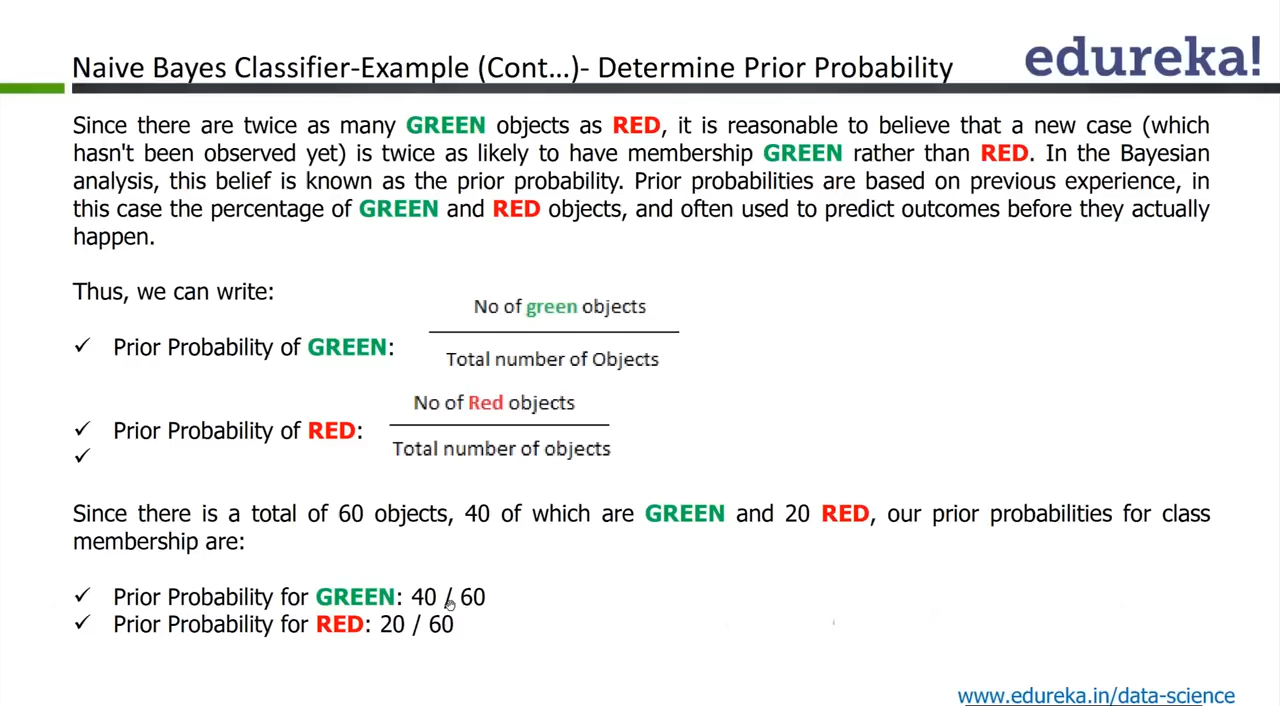 Naive Bayes Classifier-Example (Cont...)- Determine Prior Probability
edureka!
Since there are twice as many GREEN objects as RED, it is reasonable to believe that a new case (which
hasn't been observed yet) is twice as likely to have membership GREEN rather than RED. In the Bayesian
analysis, this belief is known as the prior probability. Prior probabilities are based on previous experience, in
this case the percentage of GREEN and RED objects, and often used to predict outcomes before they actually
happen.
Thus, we can write:
No of green objects
✓ Prior Probability of GREEN:
Total number of Objects
No of Red objects
✓ Prior Probability of RED:
Total number of objects
✓
Since there is a total of 60 objects, 40 of which are GREEN and 20 RED, our prior probabilities for class
membership are:
✓ Prior Probability for GREEN: 40 / 60
✓ Prior Probability for RED: 20 / 60
www.edureka.in/data-science